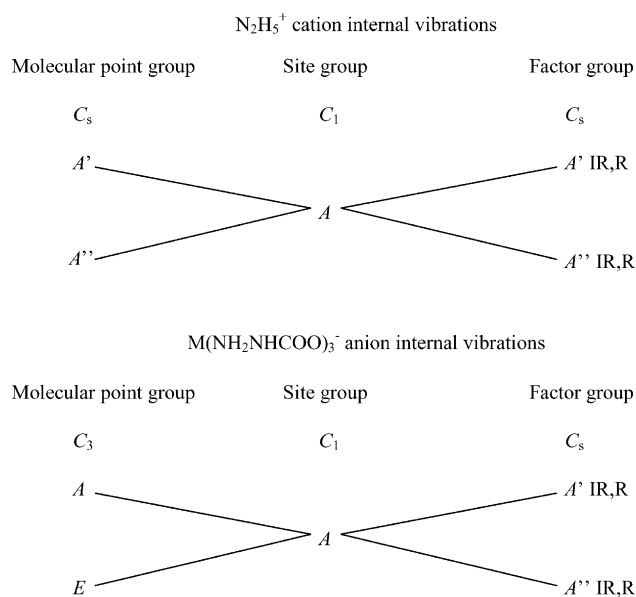 N₂H₅⁺ cation internal vibrations
Molecular point group Site group Factor group
Cs C₁ Cs
A’ A’ IR,R
A
A’’ A’’ IR,R
M(NH₂NHCOO)₃⁻ anion internal vibrations
Molecular point group Site group Factor group
C₃ C₁ Cs
A A’ IR,R
A
E A’’ IR,R